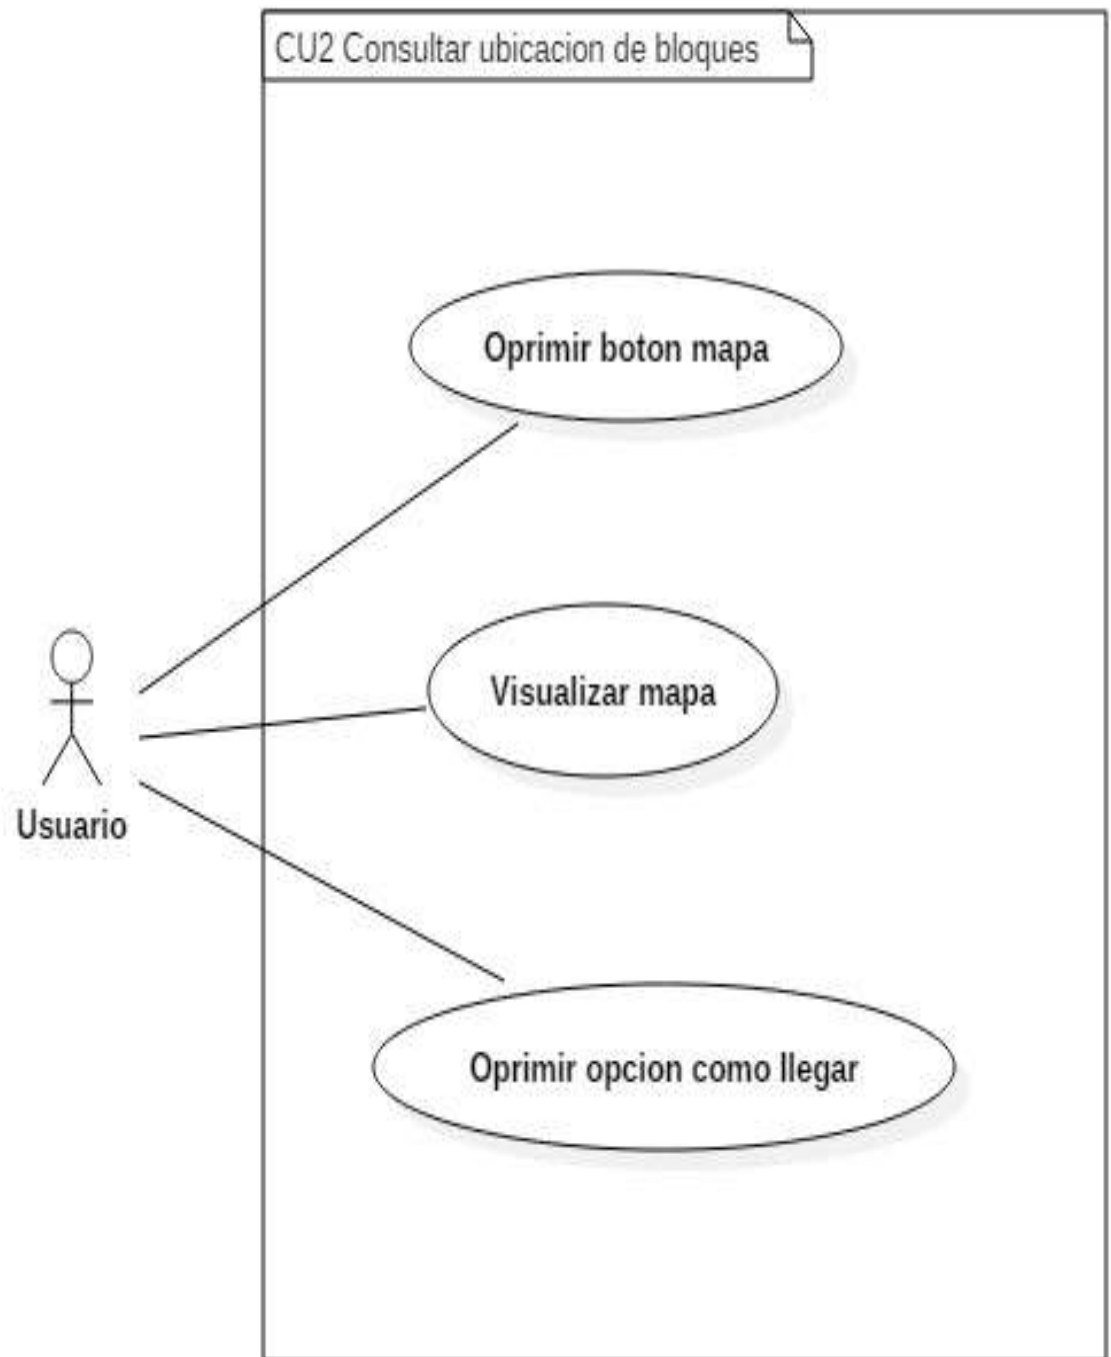 CU2 Consultar ubicacion de bloques
Oprimir boton mapa
Visualizar mapa
Usuario
Oprimir opcion como llegar